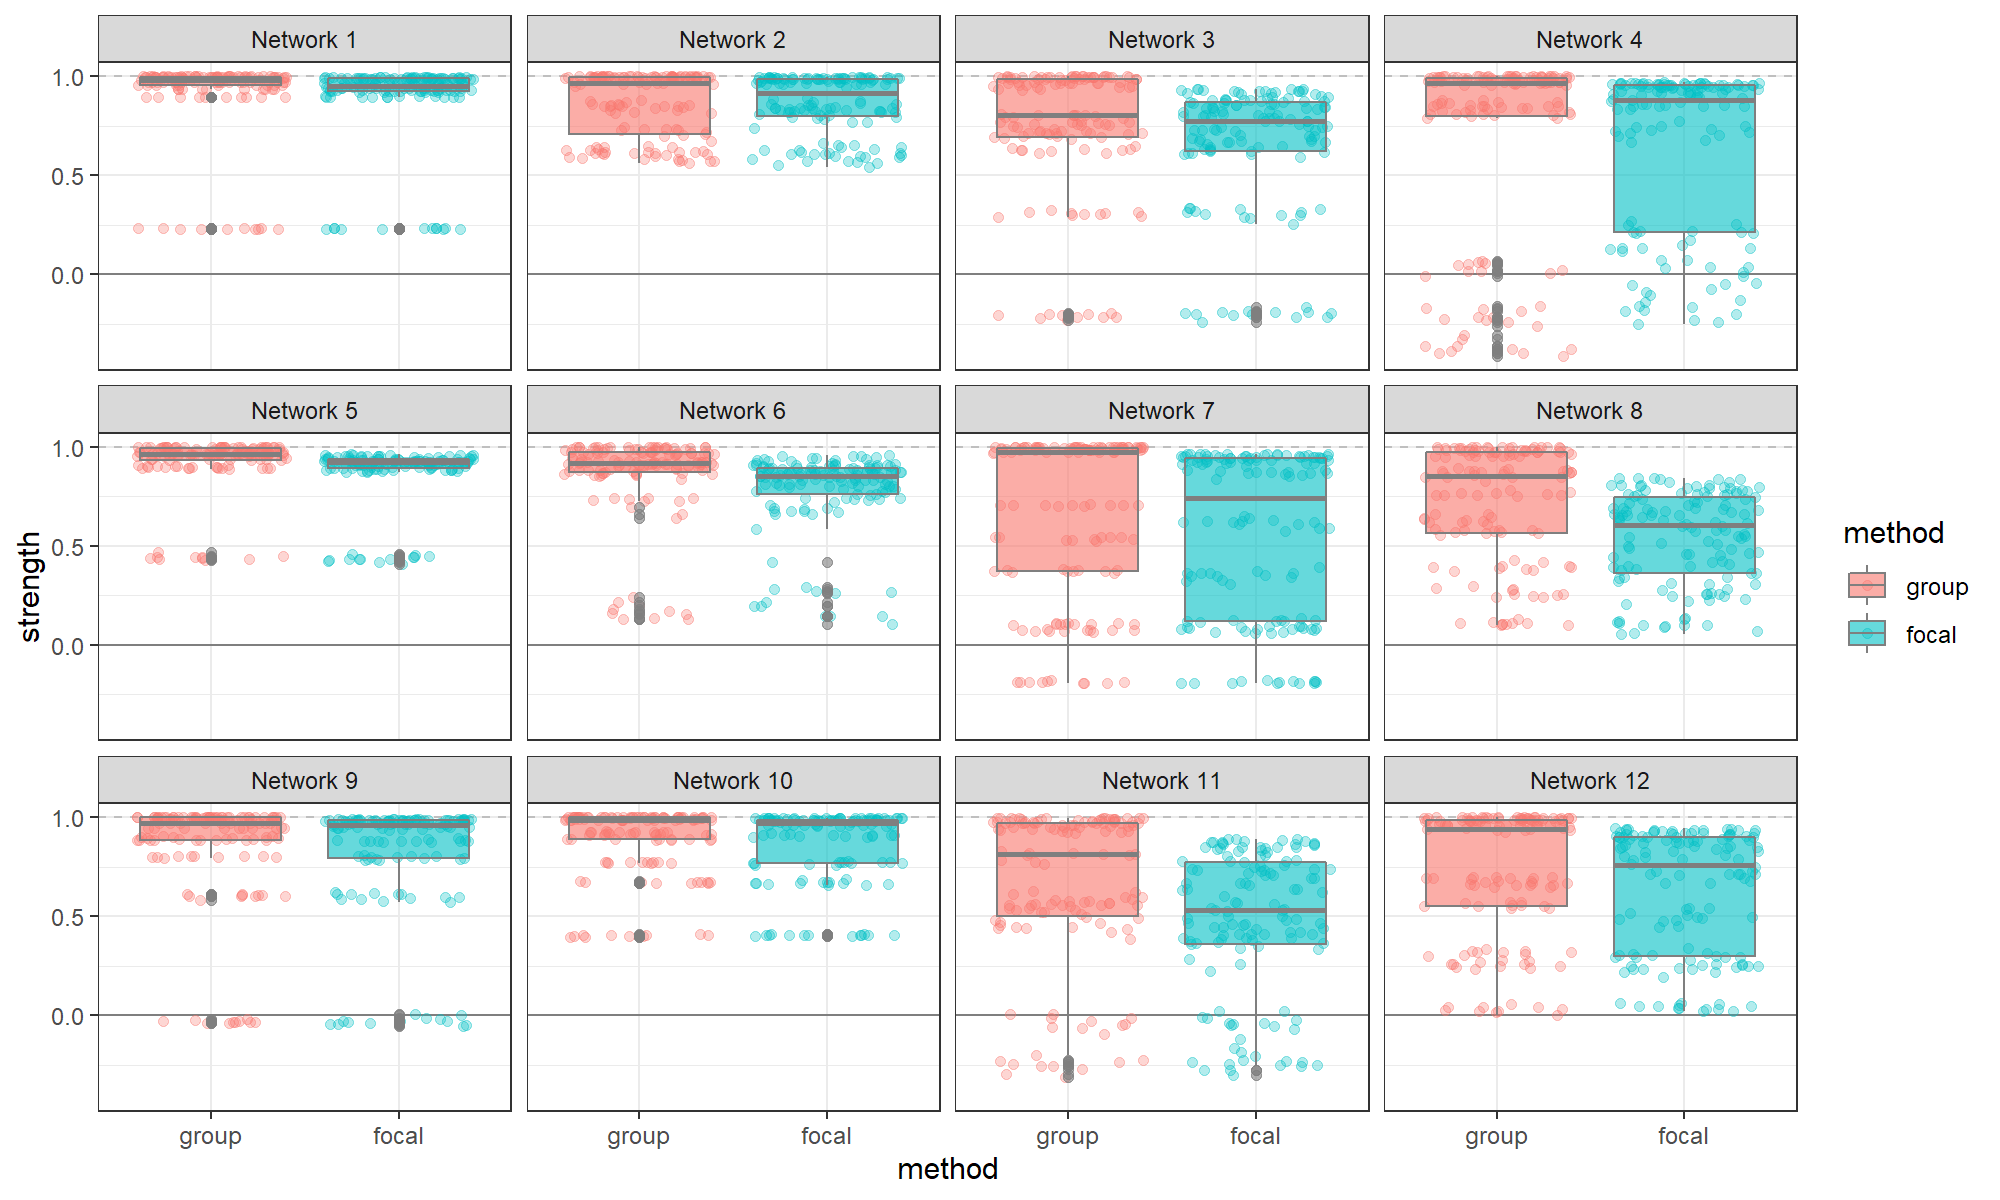 Network 1
Network 2
Network 3
Network 4
1.0
0.5
0.0
Network 5
Network 6
Network 7
Network 8
1.0
0.5
0.0
Network 9
Network 10
Network 11
Network 12
1.0
0.5
0.0
group
focal
group
focal
group
focal
group
focal
method
strength
method
group
focal